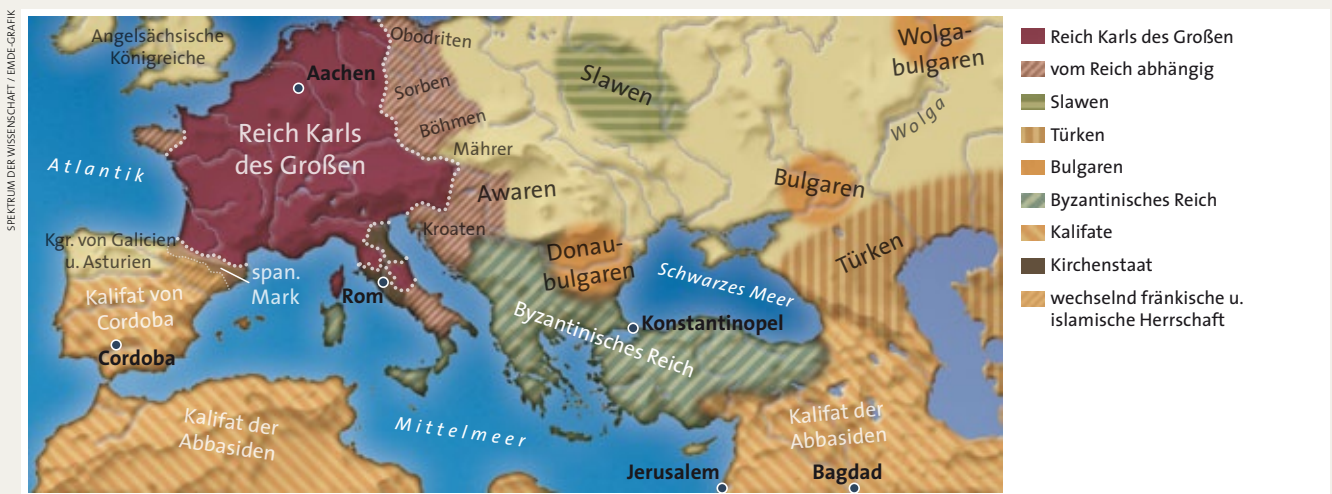 SPEKTRUM DER WISSENSCHAFT / EMDE-GRAFIK
Angelsächsische
Königreiche
Obodriten
Aachen
Sorben
Böhmen
Mährer
Slawen
Wolga-
bulgaren
Wolga
Reich Karls
des Großen
Atlantik
Awaren
Bulgaren
Kroaten
Kgr. von Galicien
u. Asturien
span.
Mark
Donau-
bulgaren
Türken
Schwarzes Meer
Kalifat von
Cordoba
Rom
Byzantinisches Reich
Konstantinopel
Cordoba
Kalifat der
Abbasiden
Mittelmeer
Kalifat der
Abbasiden
Jerusalem
Bagdad
Reich Karls des Großen
vom Reich abhängig
Slawen
Türken
Bulgaren
Byzantinisches Reich
Kalifate
Kirchenstaat
wechselnd fränkische u.
islamische Herrschaft